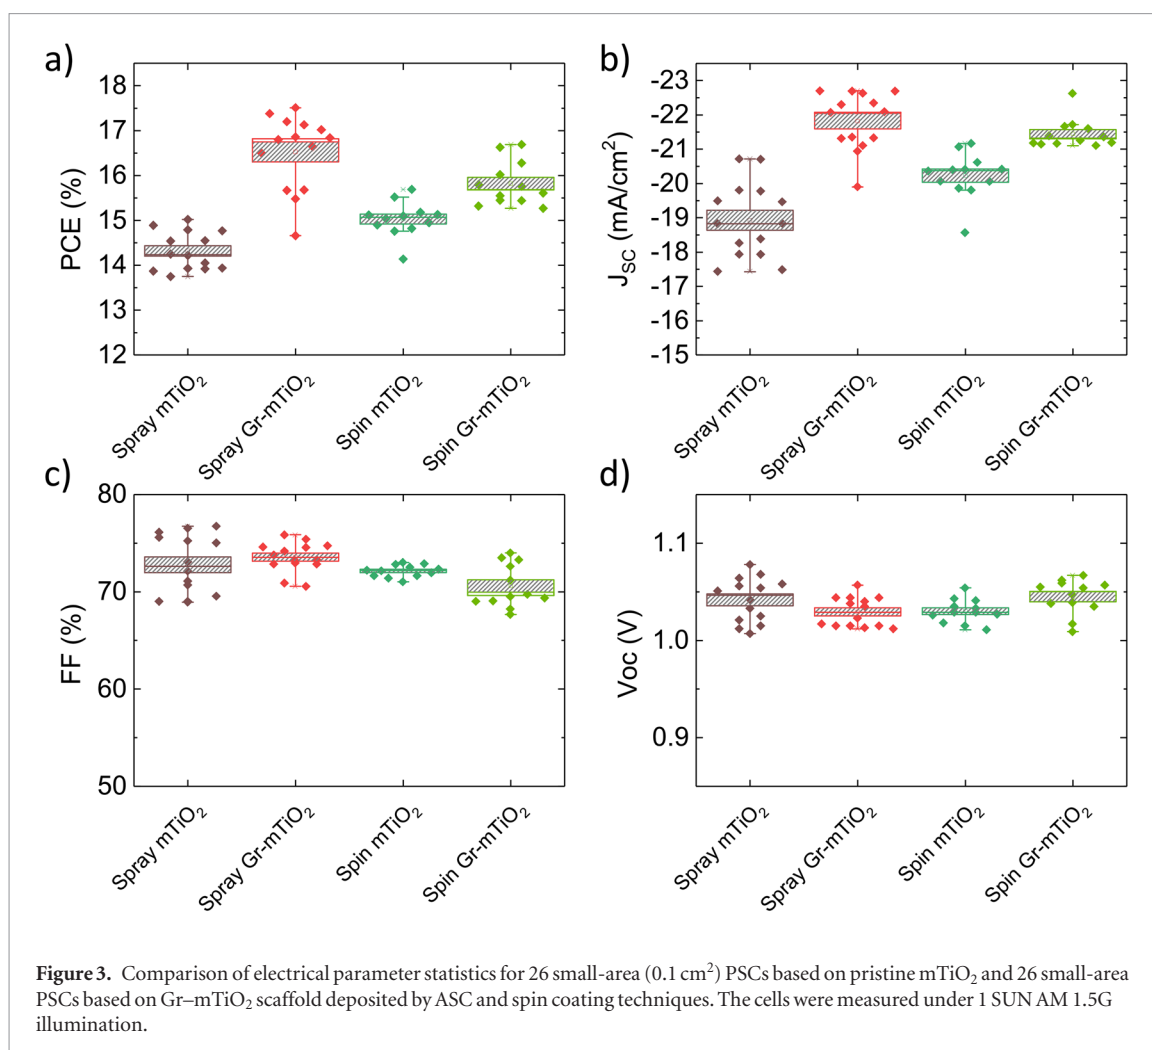 a)
PCE (%)
18
17
16
15
14
13
12
Spray mTiO₂
Spray Gr-mTiO₂
Spin mTiO₂
Spin Gr-mTiO₂
b)
J_SC (mA/cm²)
-23
-22
-21
-20
-19
-18
-17
-16
-15
Spray mTiO₂
Spray Gr-mTiO₂
Spin mTiO₂
Spin Gr-mTiO₂
c)
FF (%)
80
70
60
50
Spray mTiO₂
Spray Gr-mTiO₂
Spin mTiO₂
Spin Gr-mTiO₂
d)
Voc (V)
1.1
1.0
0.9
Spray mTiO₂
Spray Gr-mTiO₂
Spin mTiO₂
Spin Gr-mTiO₂
Figure 3. Comparison of electrical parameter statistics for 26 small-area (0.1 cm²) PSCs based on pristine mTiO₂ and 26 small-area
PSCs based on Gr–mTiO₂ scaffold deposited by ASC and spin coating techniques. The cells were measured under 1 SUN AM 1.5G
illumination.